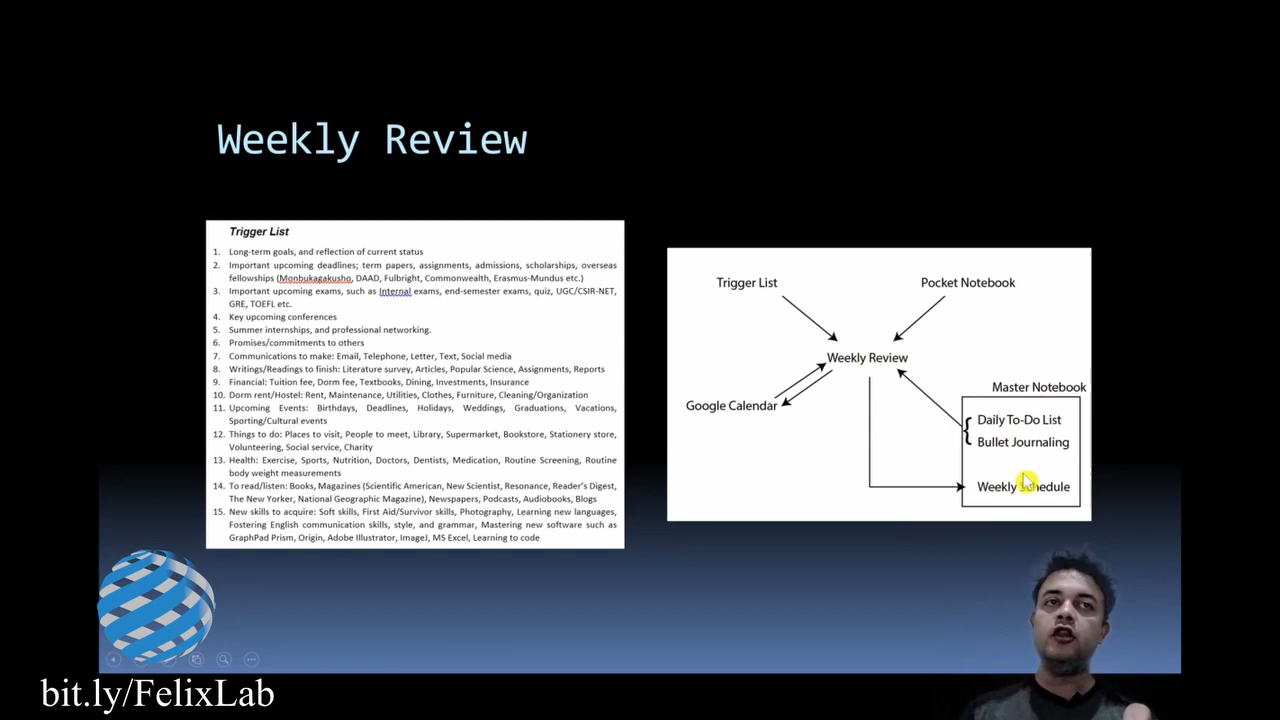 Weekly Review
Trigger List
1. Long-term goals, and reflection of current status
2. Important upcoming deadlines; term papers, assignments, admissions, scholarships, overseas
fellowships (Monbukagakusho, DAAD, Fulbright, Commonwealth, Erasmus-Mundus etc.)
3. Important upcoming exams, such as Internal exams, end-semester exams, quiz, UGC/CSIR-NET,
GRE, TOEFL etc.
4. Key upcoming conferences
5. Summer internships, and professional networking.
6. Promises/commitments to others
7. Communications to make: Email, Telephone, Letter, Text, Social media
8. Writings/Readings to finish: Literature survey, Articles, Popular Science, Assignments, Reports
9. Financial: Tuition fee, Dorm fee, Textbooks, Dining, Investments, Insurance
10. Dorm rent/Hostel: Rent, Maintenance, Utilities, Clothes, Furniture, Cleaning/Organization
11. Upcoming Events: Birthdays, Deadlines, Holidays, Weddings, Graduations, Vacations,
Sporting/Cultural events
12. Things to do: Places to visit, People to meet, Library, Supermarket, Bookstore, Stationery store,
Volunteering, Social service, Charity
13. Health: Exercise, Sports, Nutrition, Doctors, Dentists, Medication, Routine Screening, Routine
body weight measurements
14. To read/listen: Books, Magazines (Scientific American, New Scientist, Resonance, Reader's Digest,
The New Yorker, National Geographic Magazine), Newspapers, Podcasts, Audiobooks, Blogs
15. New skills to acquire: Soft skills, First Aid/Survivor skills, Photography, Learning new languages,
Fostering English communication skills, style, and grammar, Mastering new software such as
GraphPad Prism, Origin, Adobe Illustrator, ImageJ, MS Excel, Learning to code
Trigger List
Pocket Notebook
Weekly Review
Google Calendar
Master Notebook
Daily To-Do List
Bullet Journaling
Weekly Schedule
bit.ly/FelixLab